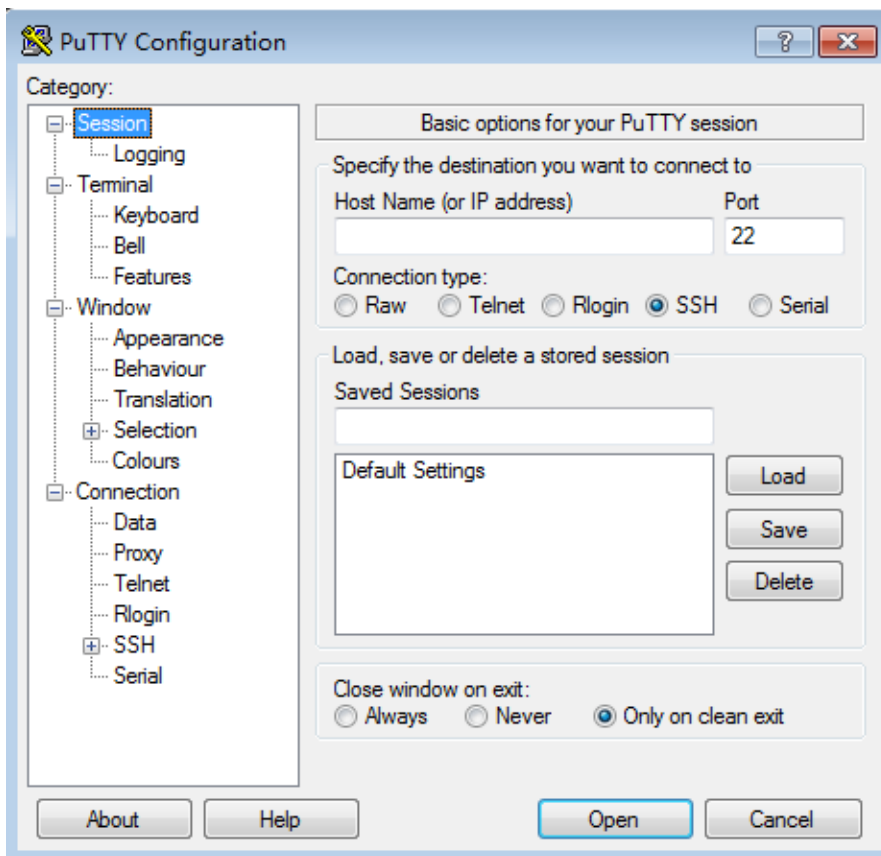 PuTTY Configuration
Category:
Session
Logging
Terminal
Keyboard
Bell
Features
Window
Appearance
Behaviour
Translation
Selection
Colours
Connection
Data
Proxy
Telnet
Rlogin
SSH
Serial
Basic options for your PuTTY session
Specify the destination you want to connect to
Host Name (or IP address) Port
22
Connection type:
Raw Telnet Rlogin SSH Serial
Load, save or delete a stored session
Saved Sessions
Default Settings
Load
Save
Delete
Close window on exit:
Always Never Only on clean exit
About Help Open Cancel